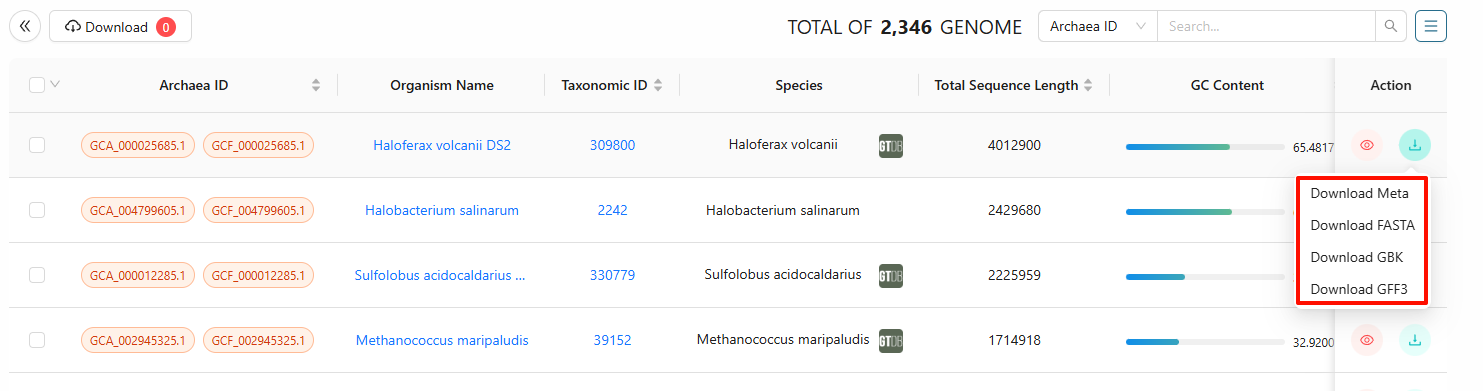 Download 0
TOTAL OF 2,346 GENOME
Archaea ID
Search...
Archaea ID Organism Name Taxonomic ID Species Total Sequence Length GC Content Action
GCA_000025685.1 GCF_000025685.1 Haloferax volcanii DS2 309800 Haloferax volcanii GTDB 4012900 65.4817
GCA_004799605.1 GCF_004799605.1 Halobacterium salinarum 2242 Halobacterium salinarum 2429680
GCA_000012285.1 GCF_000012285.1 Sulfolobus acidocaldarius ... 330779 Sulfolobus acidocaldarius GTDB 2225959
GCA_002945325.1 GCF_002945325.1 Methanococcus maripaludis 39152 Methanococcus maripaludis GTDB 1714918 32.9200
Download Meta
Download FASTA
Download GBK
Download GFF3